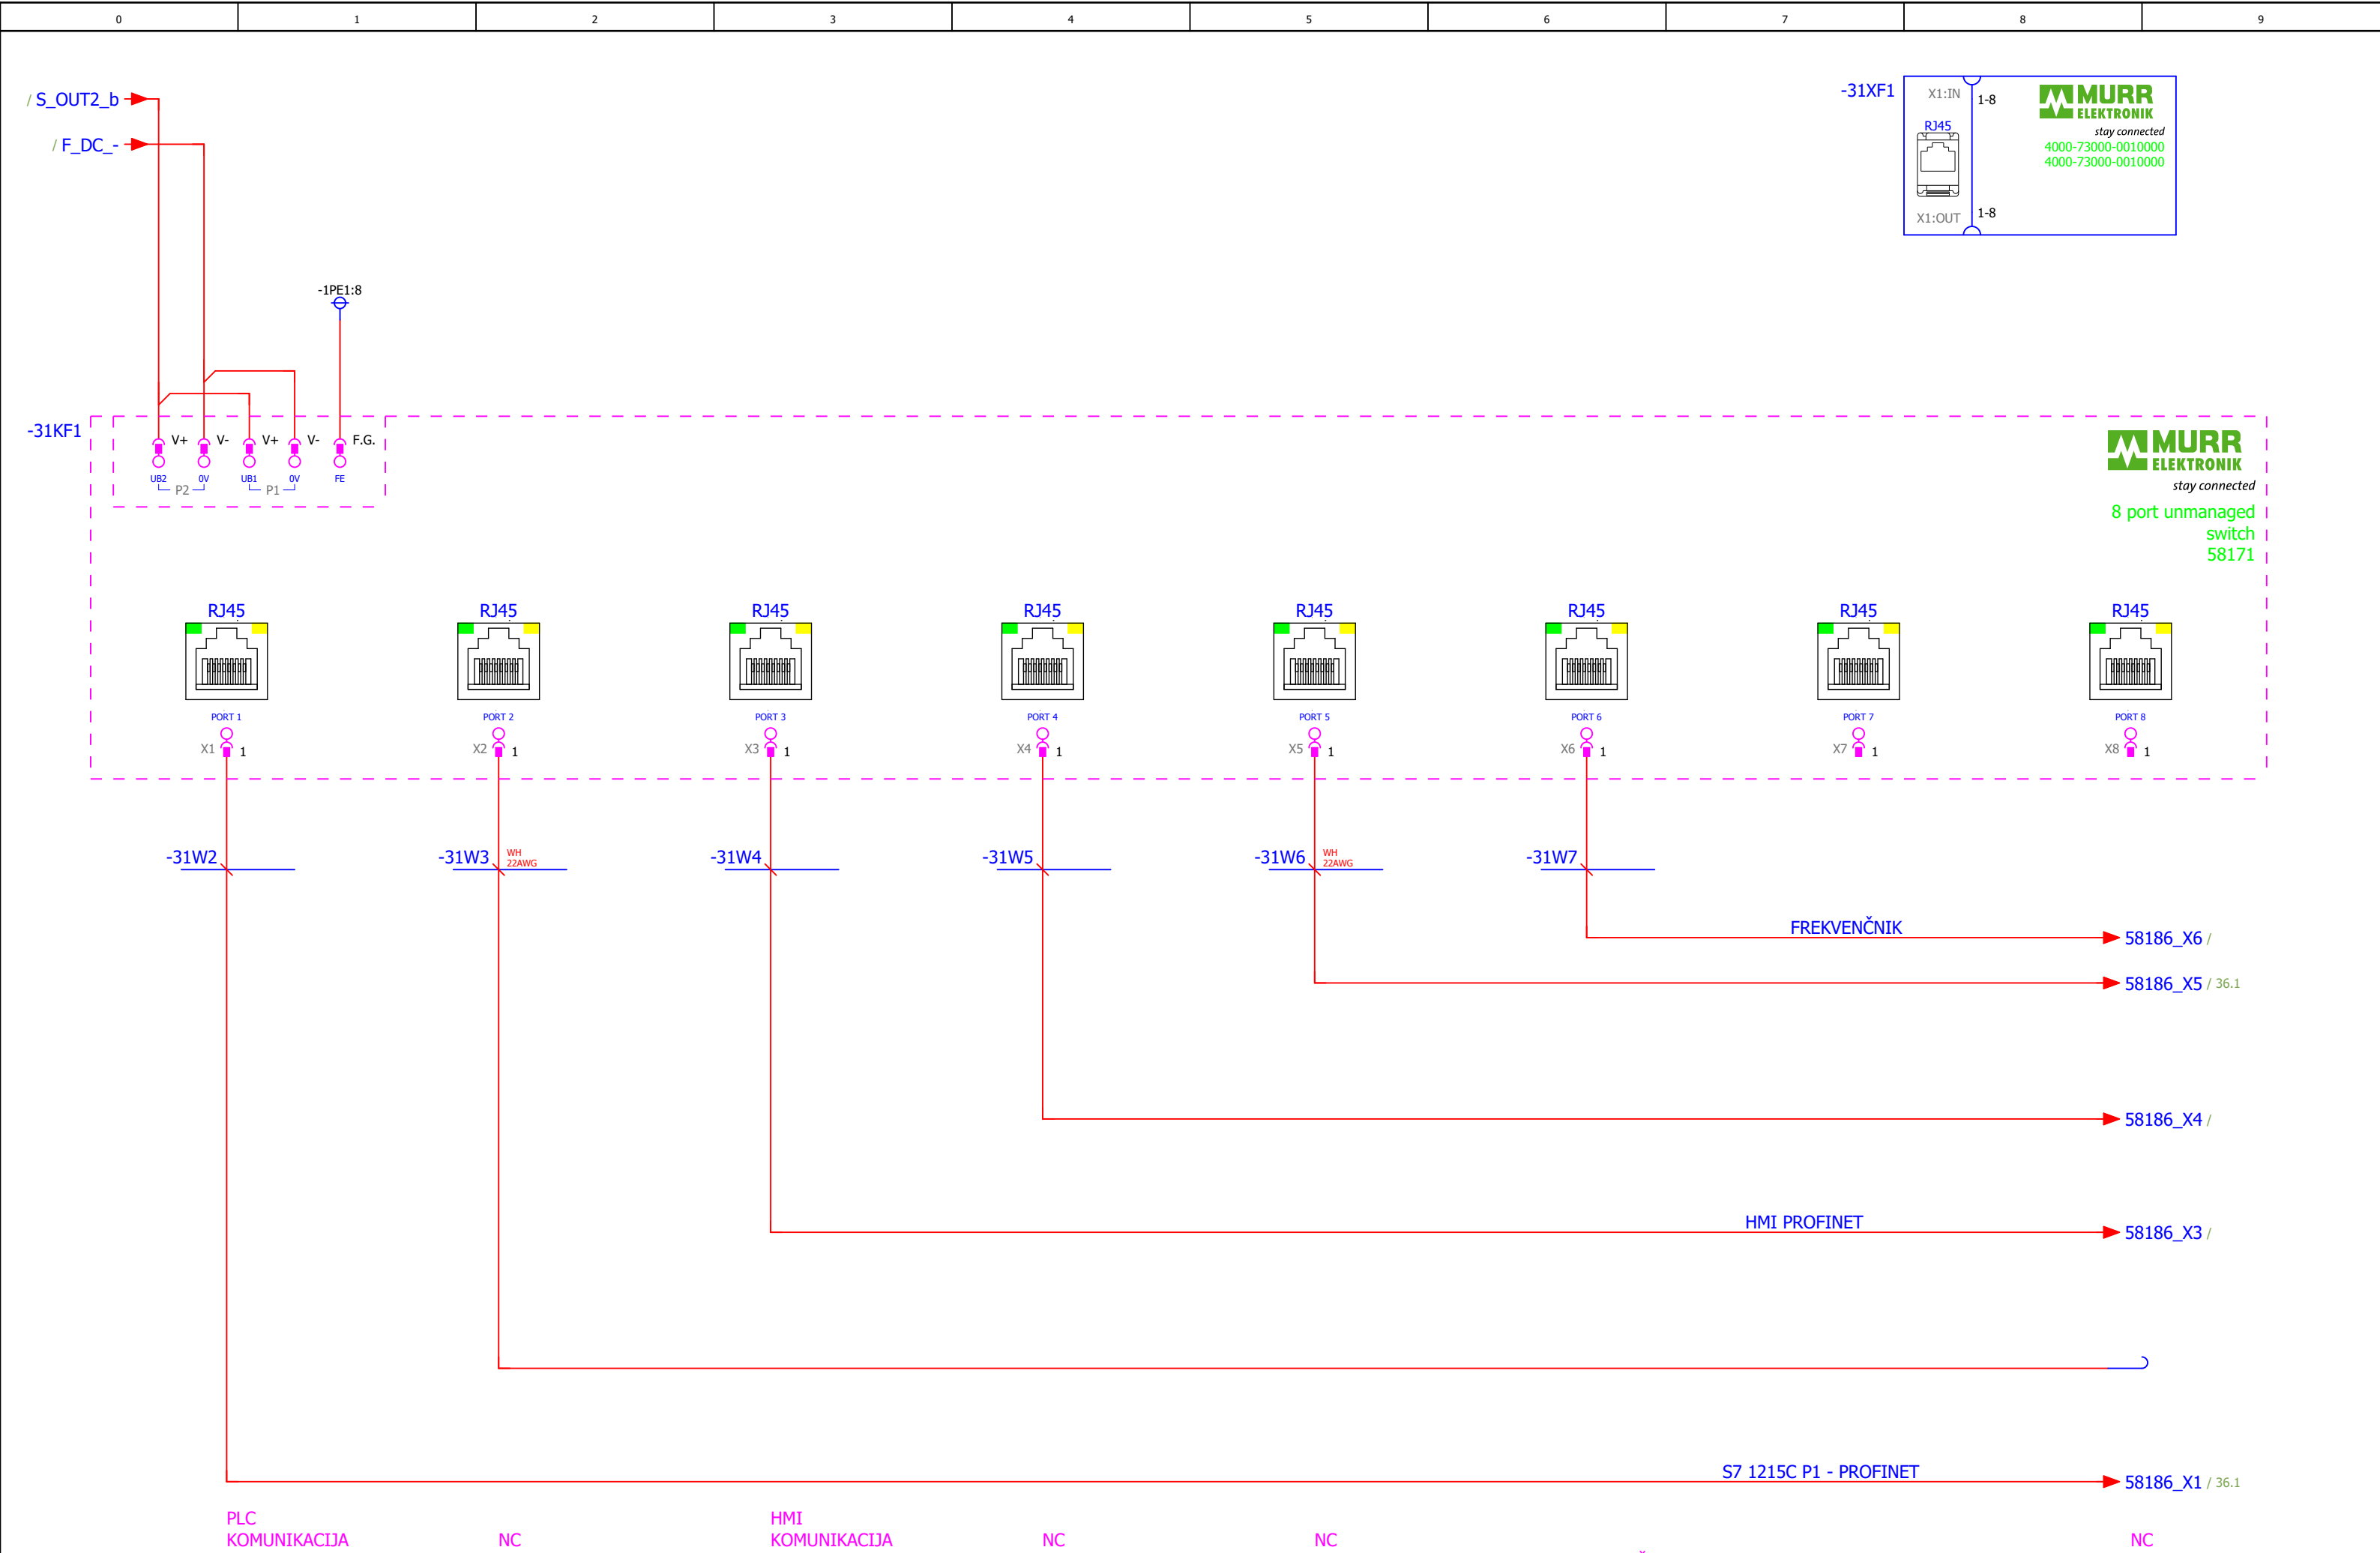 0 1 2 3 4 5 6 7 8 9
/ S_OUT2_b
/ F_DC_-
-31XF1
X1:IN
1-8
RJ45
X1:OUT
1-8
MURR
ELEKTRONIK
stay connected
4000-73000-0010000
4000-73000-0010000
-1PE1:8
-31KF1
V+ V- V+ V- F.G.
UB2 0V UB1 0V FE
P2 P1
MURR
ELEKTRONIK
stay connected
8 port unmanaged
switch
58171
RJ45 RJ45 RJ45 RJ45 RJ45 RJ45 RJ45 RJ45
PORT 1 PORT 2 PORT 3 PORT 4 PORT 5 PORT 6 PORT 7 PORT 8
X1 1 X2 1 X3 1 X4 1 X5 1 X6 1 X7 1 X8 1
-31W2
-31W3 WH
22AWG
-31W4
-31W5
-31W6 WH
22AWG
-31W7
FREKVENČNIK
58186_X6 /
58186_X5 / 36.1
58186_X4 /
HMI PROFINET
58186_X3 /
S7 1215C P1 - PROFINET
58186_X1 / 36.1
PLC
KOMUNIKACIJA
NC
HMI
KOMUNIKACIJA
NC
NC
NC